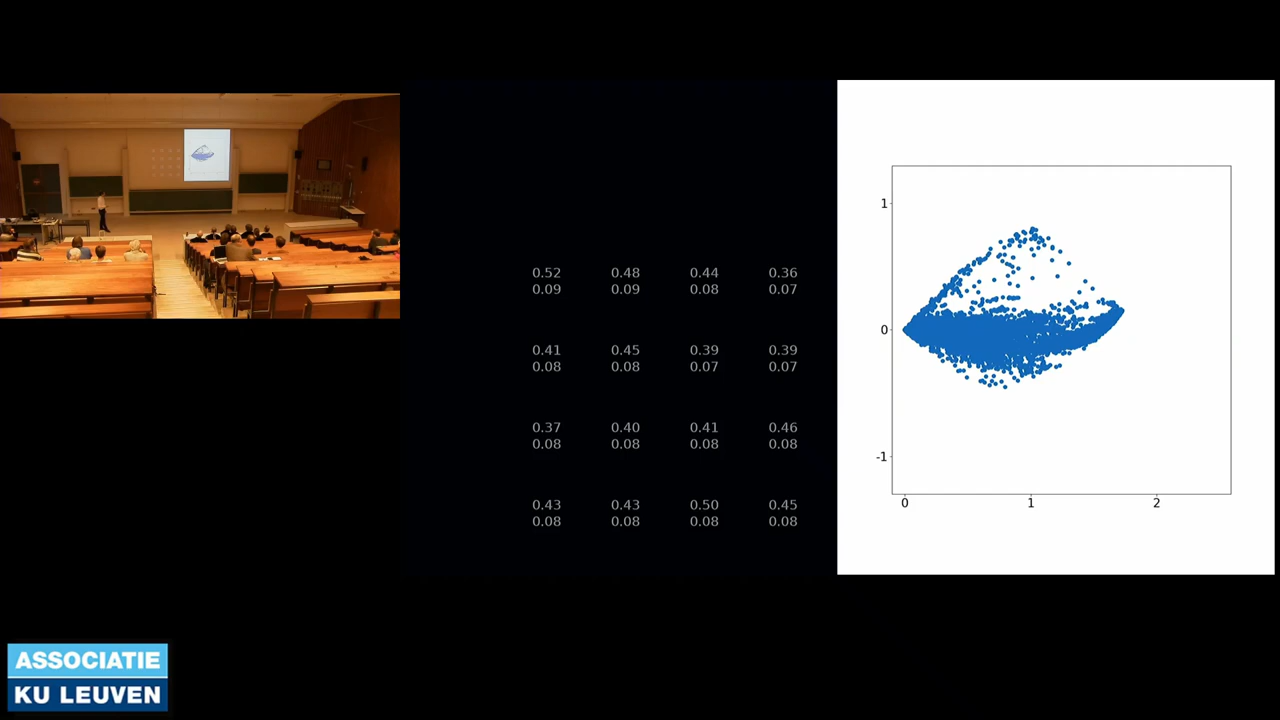 0.52 0.48 0.44 0.36
0.09 0.09 0.08 0.07
0.41 0.45 0.39 0.39
0.08 0.08 0.07 0.07
0.37 0.40 0.41 0.46
0.08 0.08 0.08 0.08
0.43 0.43 0.50 0.45
0.08 0.08 0.08 0.08
1
0
-1
0 1 2
ASSOCIATIE
KU LEUVEN